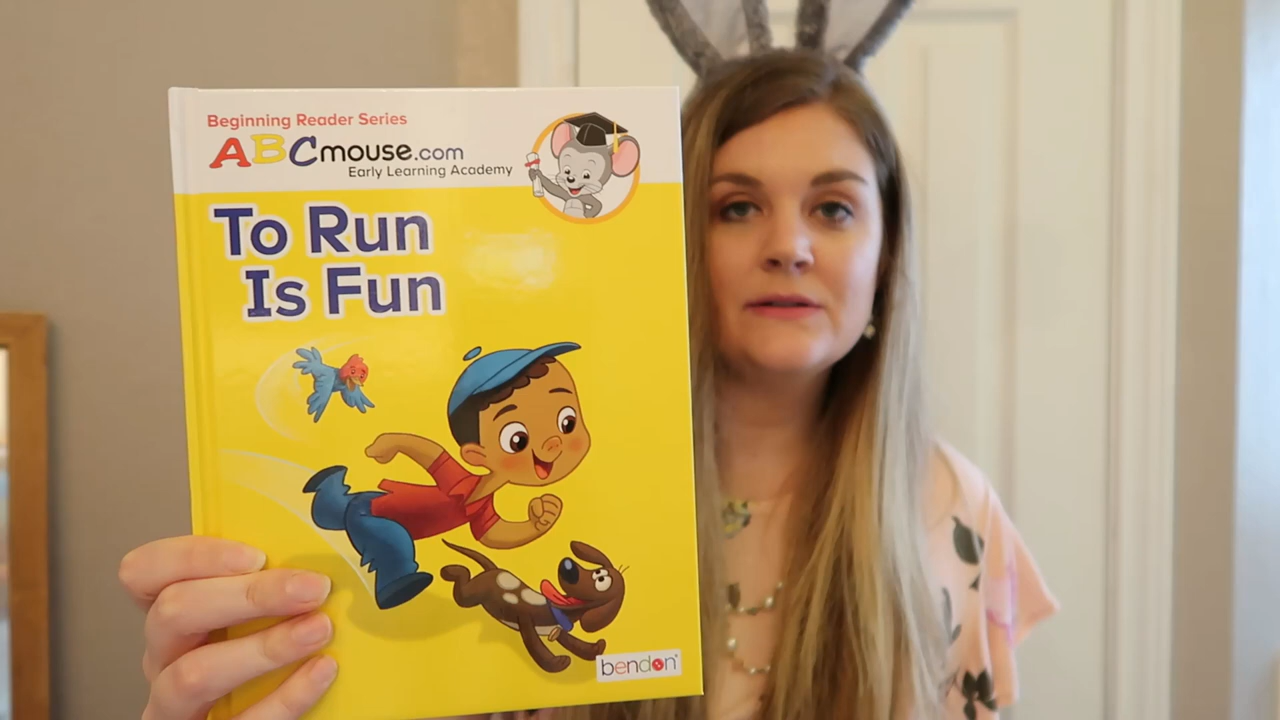 Beginning Reader Series
ABCmouse.com
Early Learning Academy
To Run
Is Fun
bendon